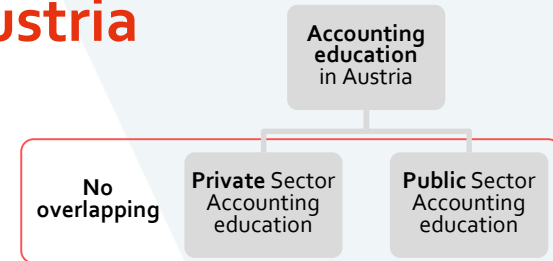 ustria
Accounting
education
in Austria
No
overlapping
Private Sector
Accounting
education
Public Sector
Accounting
education